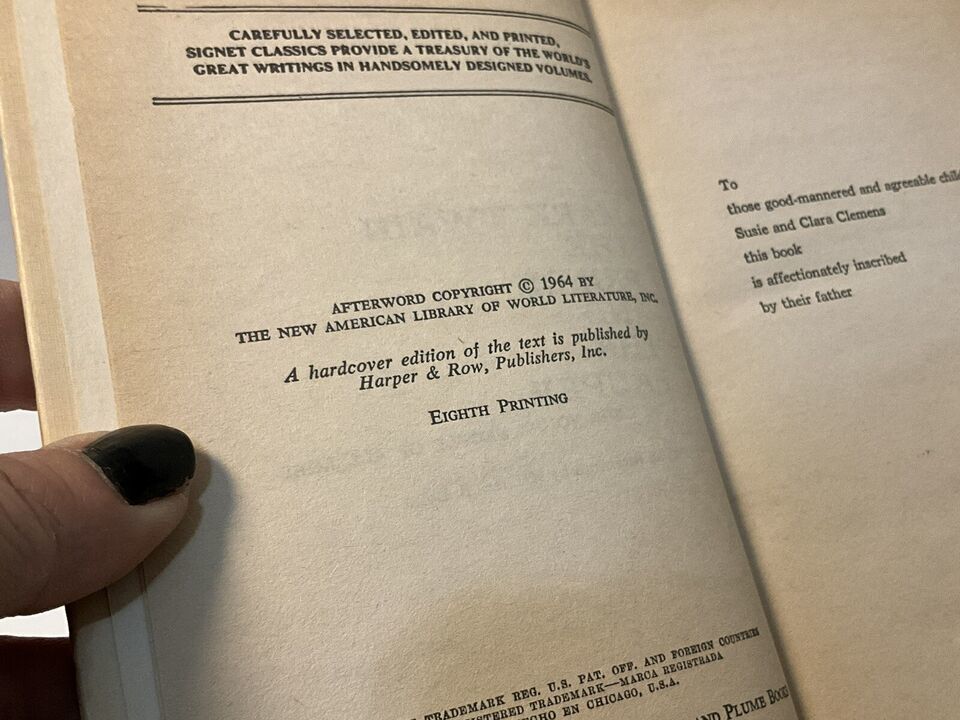 CAREFULLY SELECTED, EDITED, AND PRINTED,
SIGNET CLASSICS PROVIDE A TREASURY OF THE WORLD'S
GREAT WRITINGS IN HANDSOMELY DESIGNED VOLUMES.
AFTERWORD COPYRIGHT © 1964 BY
THE NEW AMERICAN LIBRARY OF WORLD LITERATURE, INC.
A hardcover edition of the text is published by
Harper & Row, Publishers, Inc.
EIGHTH PRINTING
TRADEMARK REG. U.S. PAT. OFF. AND FOREIGN COUNTRIES
TRADEMARK—MARCA REGISTRADA
EN CHICAGO, U.S.A.
AND PLUME
To
those good-mannered and agreeable
Susie and Clara Clemens
this book
is affectionately inscribed
by their father